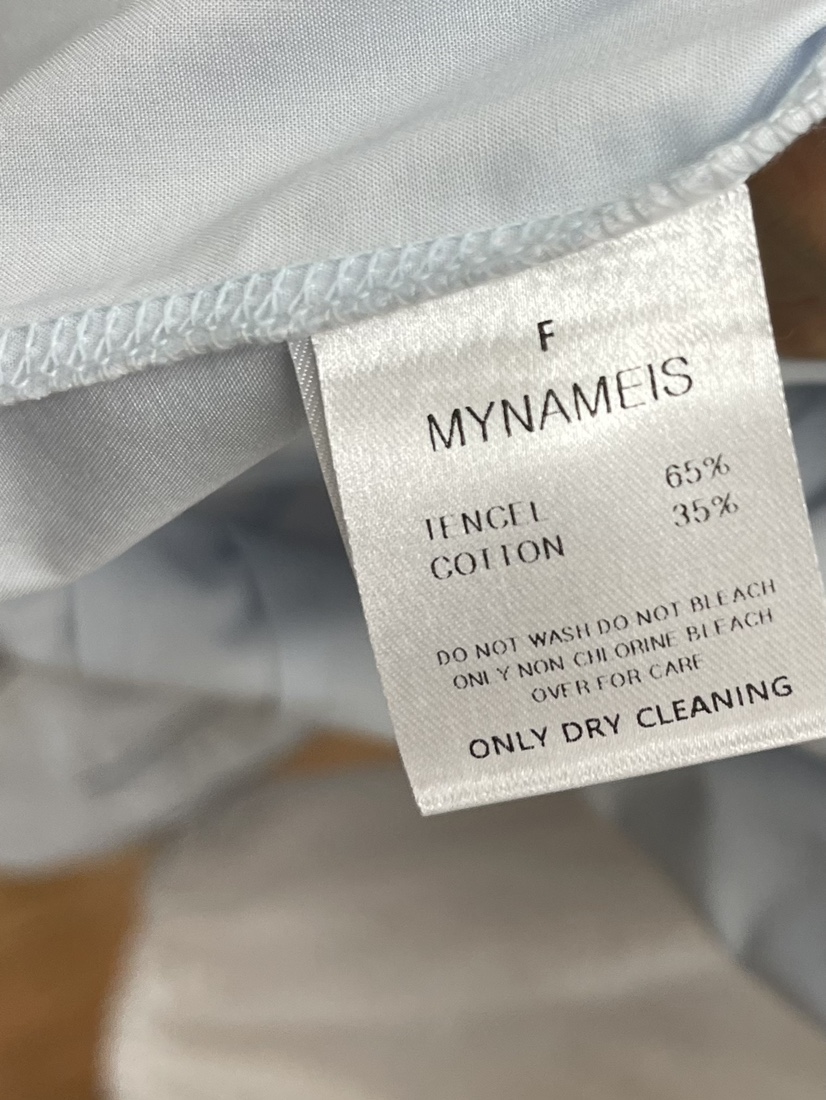 F
MYNAMEIS
TENCEL 65%
COTTON 35%
DO NOT WASH DO NOT BLEACH
ONLY NON CHLORINE BLEACH
OVER FOR CARE
ONLY DRY CLEANING